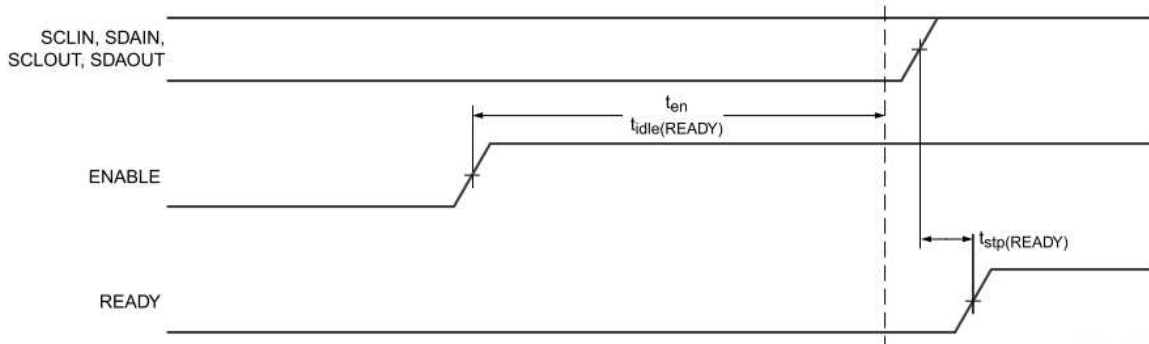 SCLIN, SDAIN,
SCLOUT, SDAOUT
ten
tidle(READY)
ENABLE
tstp(READY)
READY